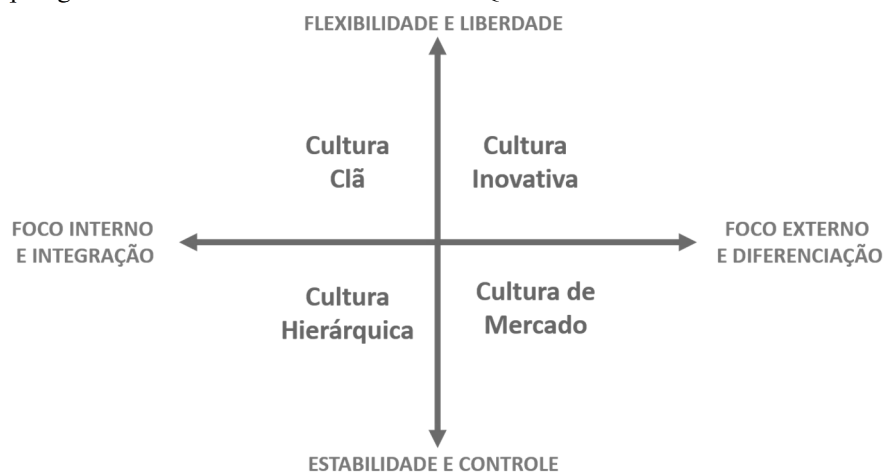 FLEXIBILIDADE E LIBERDADE
Cultura
Clã
Cultura
Inovativa
FOCO INTERNO
E INTEGRAÇÃO
FOCO EXTERNO
E DIFERENCIAÇÃO
Cultura
Hierárquica
Cultura de
Mercado
ESTABILIDADE E CONTROLE